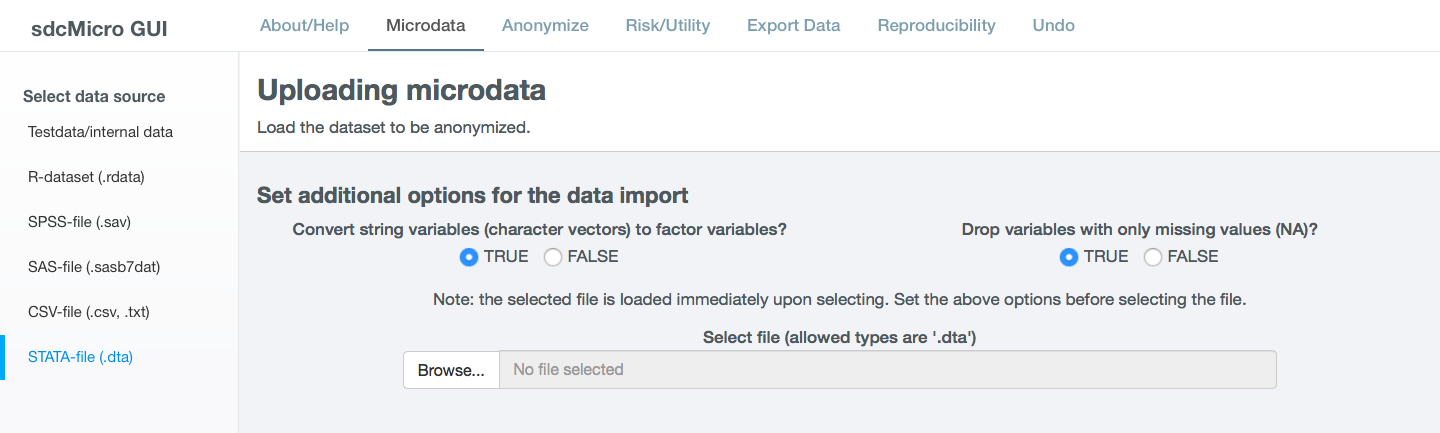 sdcMicro GUI
About/Help Microdata Anonymize Risk/Utility Export Data Reproducibility Undo
Select data source
Testdata/internal data
R-dataset (.rdata)
SPSS-file (.sav)
SAS-file (.sasb7dat)
CSV-file (.csv, .txt)
STATA-file (.dta)
Uploading microdata
Load the dataset to be anonymized.
Set additional options for the data import
Convert string variables (character vectors) to factor variables?
TRUE FALSE
Drop variables with only missing values (NA)?
TRUE FALSE
Note: the selected file is loaded immediately upon selecting. Set the above options before selecting the file.
Select file (allowed types are '.dta')
Browse... No file selected